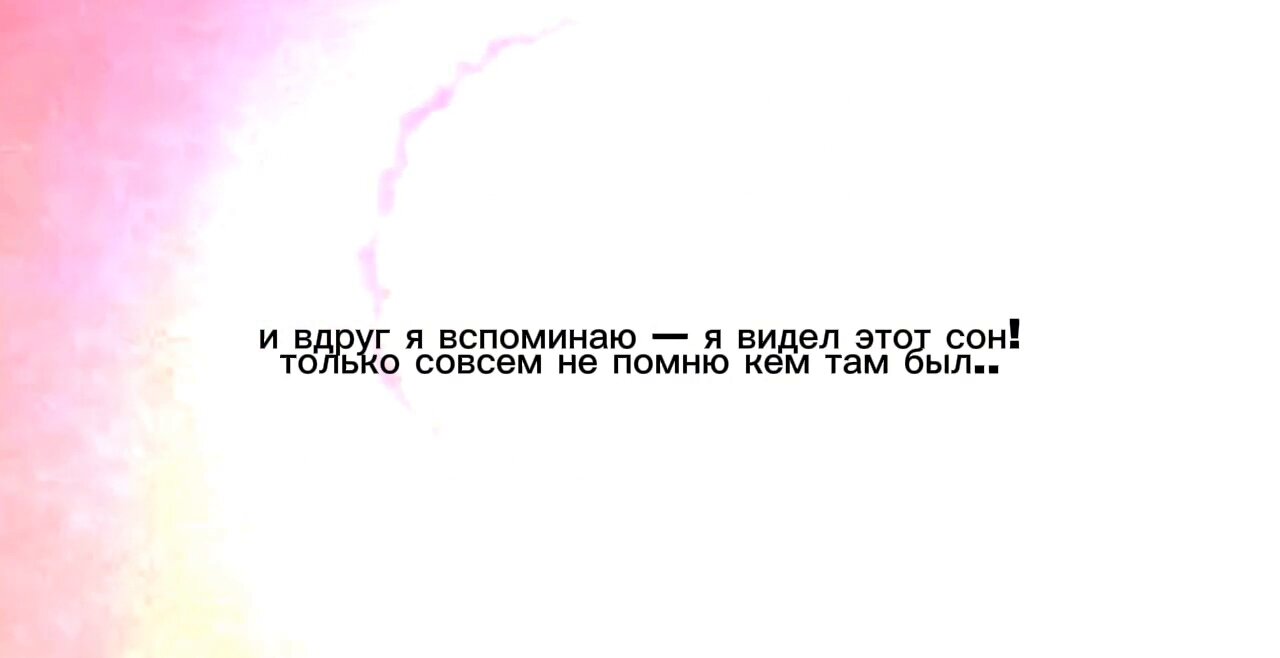 и вдруг я вспоминаю — я видел этот сон!
только совсем не помню кем там был..